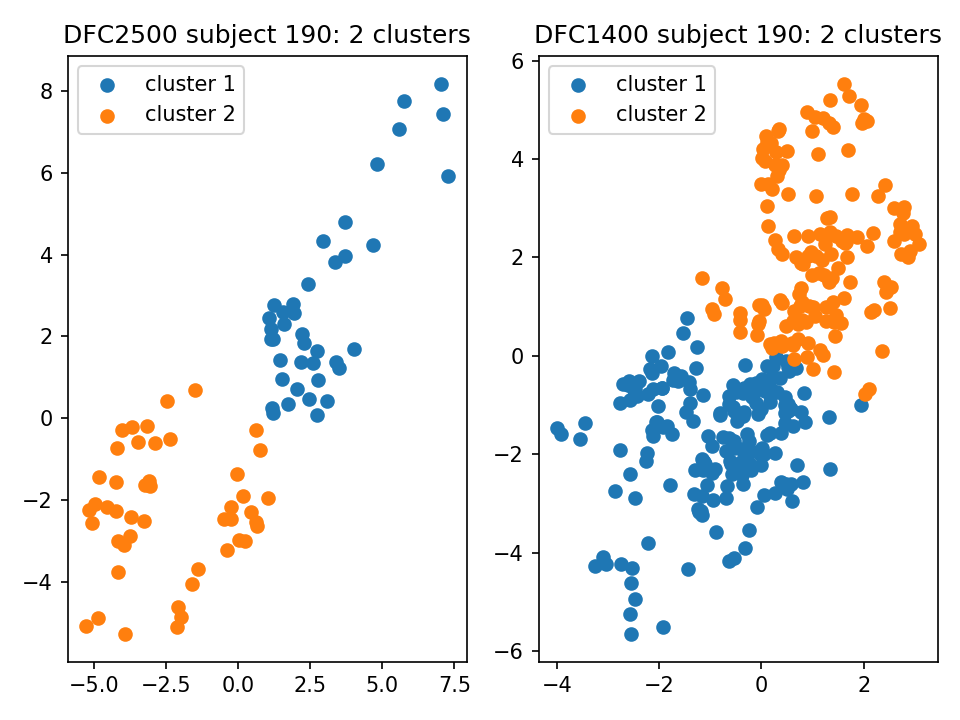 DFC2500 subject 190: 2 clusters
cluster 1
cluster 2
8
6
4
2
0
−2
−4
−5.0 −2.5 0.0 2.5 5.0 7.5
DFC1400 subject 190: 2 clusters
cluster 1
cluster 2
6
4
2
0
−2
−4
−6
−4 −2 0 2